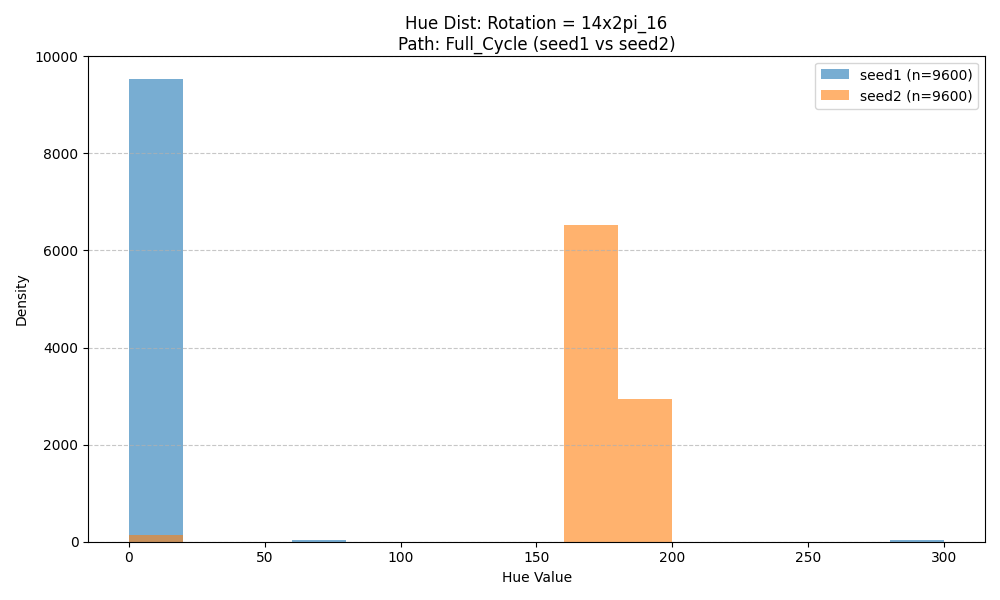 Hue Dist: Rotation = 14x2pi_16
Path: Full_Cycle (seed1 vs seed2)
seed1 (n=9600)
seed2 (n=9600)
Density
10000
8000
6000
4000
2000
0
0 50 100 150 200 250 300
Hue Value